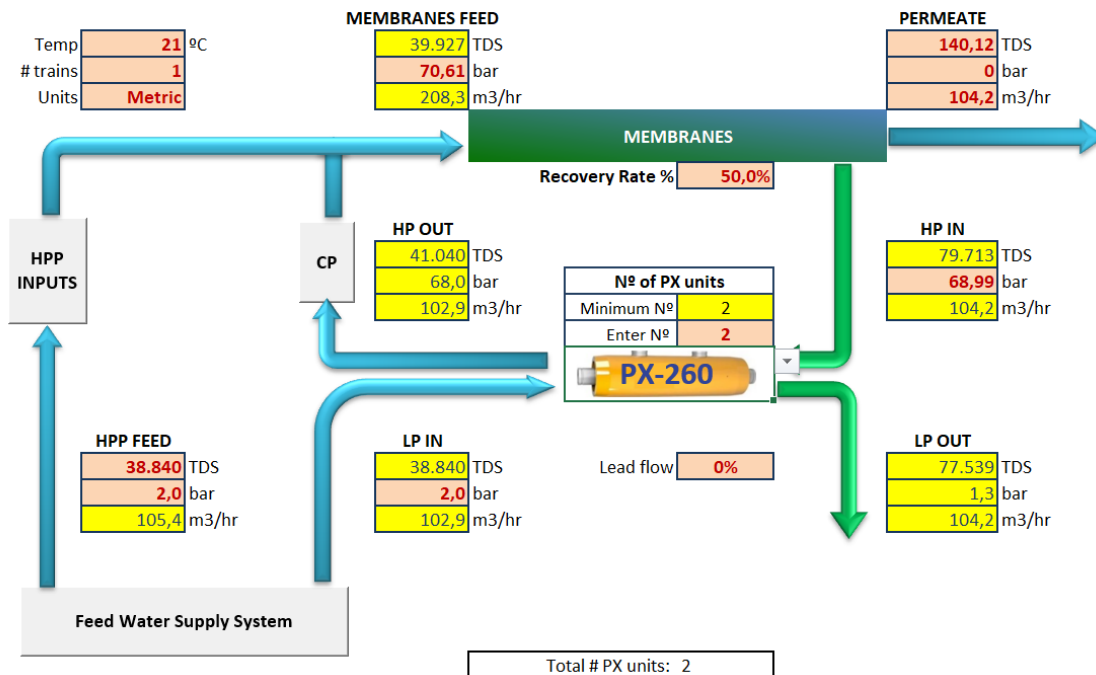 MEMBRANES FEED
PERMEATE
Temp 21 ºC
39.927 TDS
140,12 TDS
# trains 1
70,61 bar
0 bar
Units Metric
208,3 m3/hr
104,2 m3/hr
MEMBRANES
Recovery Rate % 50,0%
HPP INPUTS
CP
HP OUT
41.040 TDS
68,0 bar
102,9 m3/hr
Nº of PX units
Minimum Nº 2
Enter Nº 2
PX-260
HP IN
79.713 TDS
68,99 bar
104,2 m3/hr
HPP FEED
38.840 TDS
2,0 bar
105,4 m3/hr
LP IN
38.840 TDS
2,0 bar
102,9 m3/hr
Lead flow 0%
LP OUT
77.539 TDS
1,3 bar
104,2 m3/hr
Feed Water Supply System
Total # PX units: 2